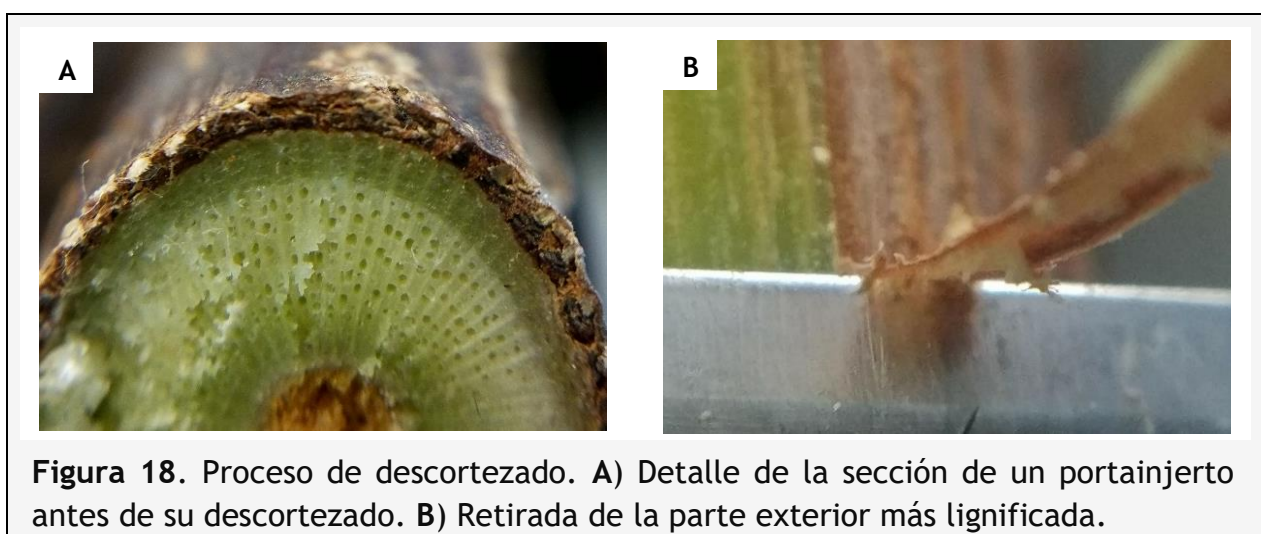 A
B
Figura 18. Proceso de descortezado. A) Detalle de la sección de un portainjerto
antes de su descortezado. B) Retirada de la parte exterior más lignificada.